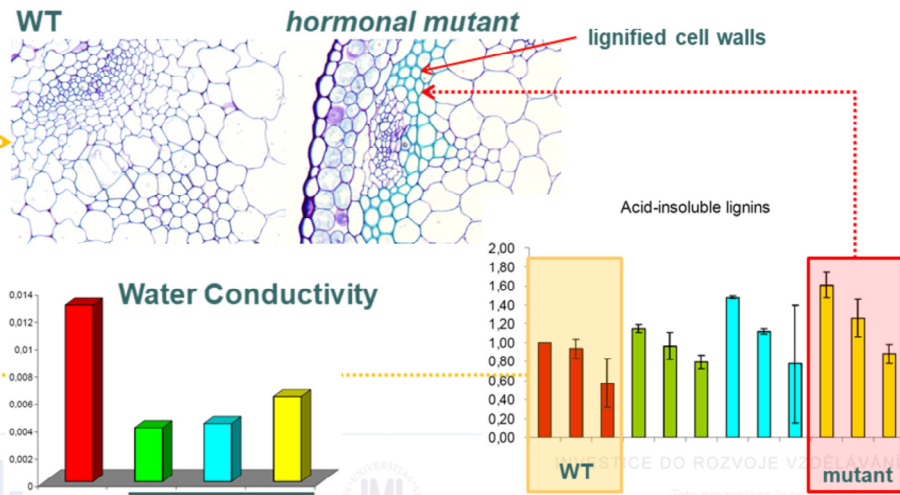 WT
hormonal mutant
lignified cell walls
Acid-insoluble lignins
2,00
1,80
1,60
1,40
1,20
1,00
0,80
0,60
0,40
0,20
0,00
WT
mutant
INVESTICE DO ROZVOJE VZDĚLÁVÁNÍ
Water Conductivity
0,014
0,012
0,01
0,008
0,006
0,004
0,002
0